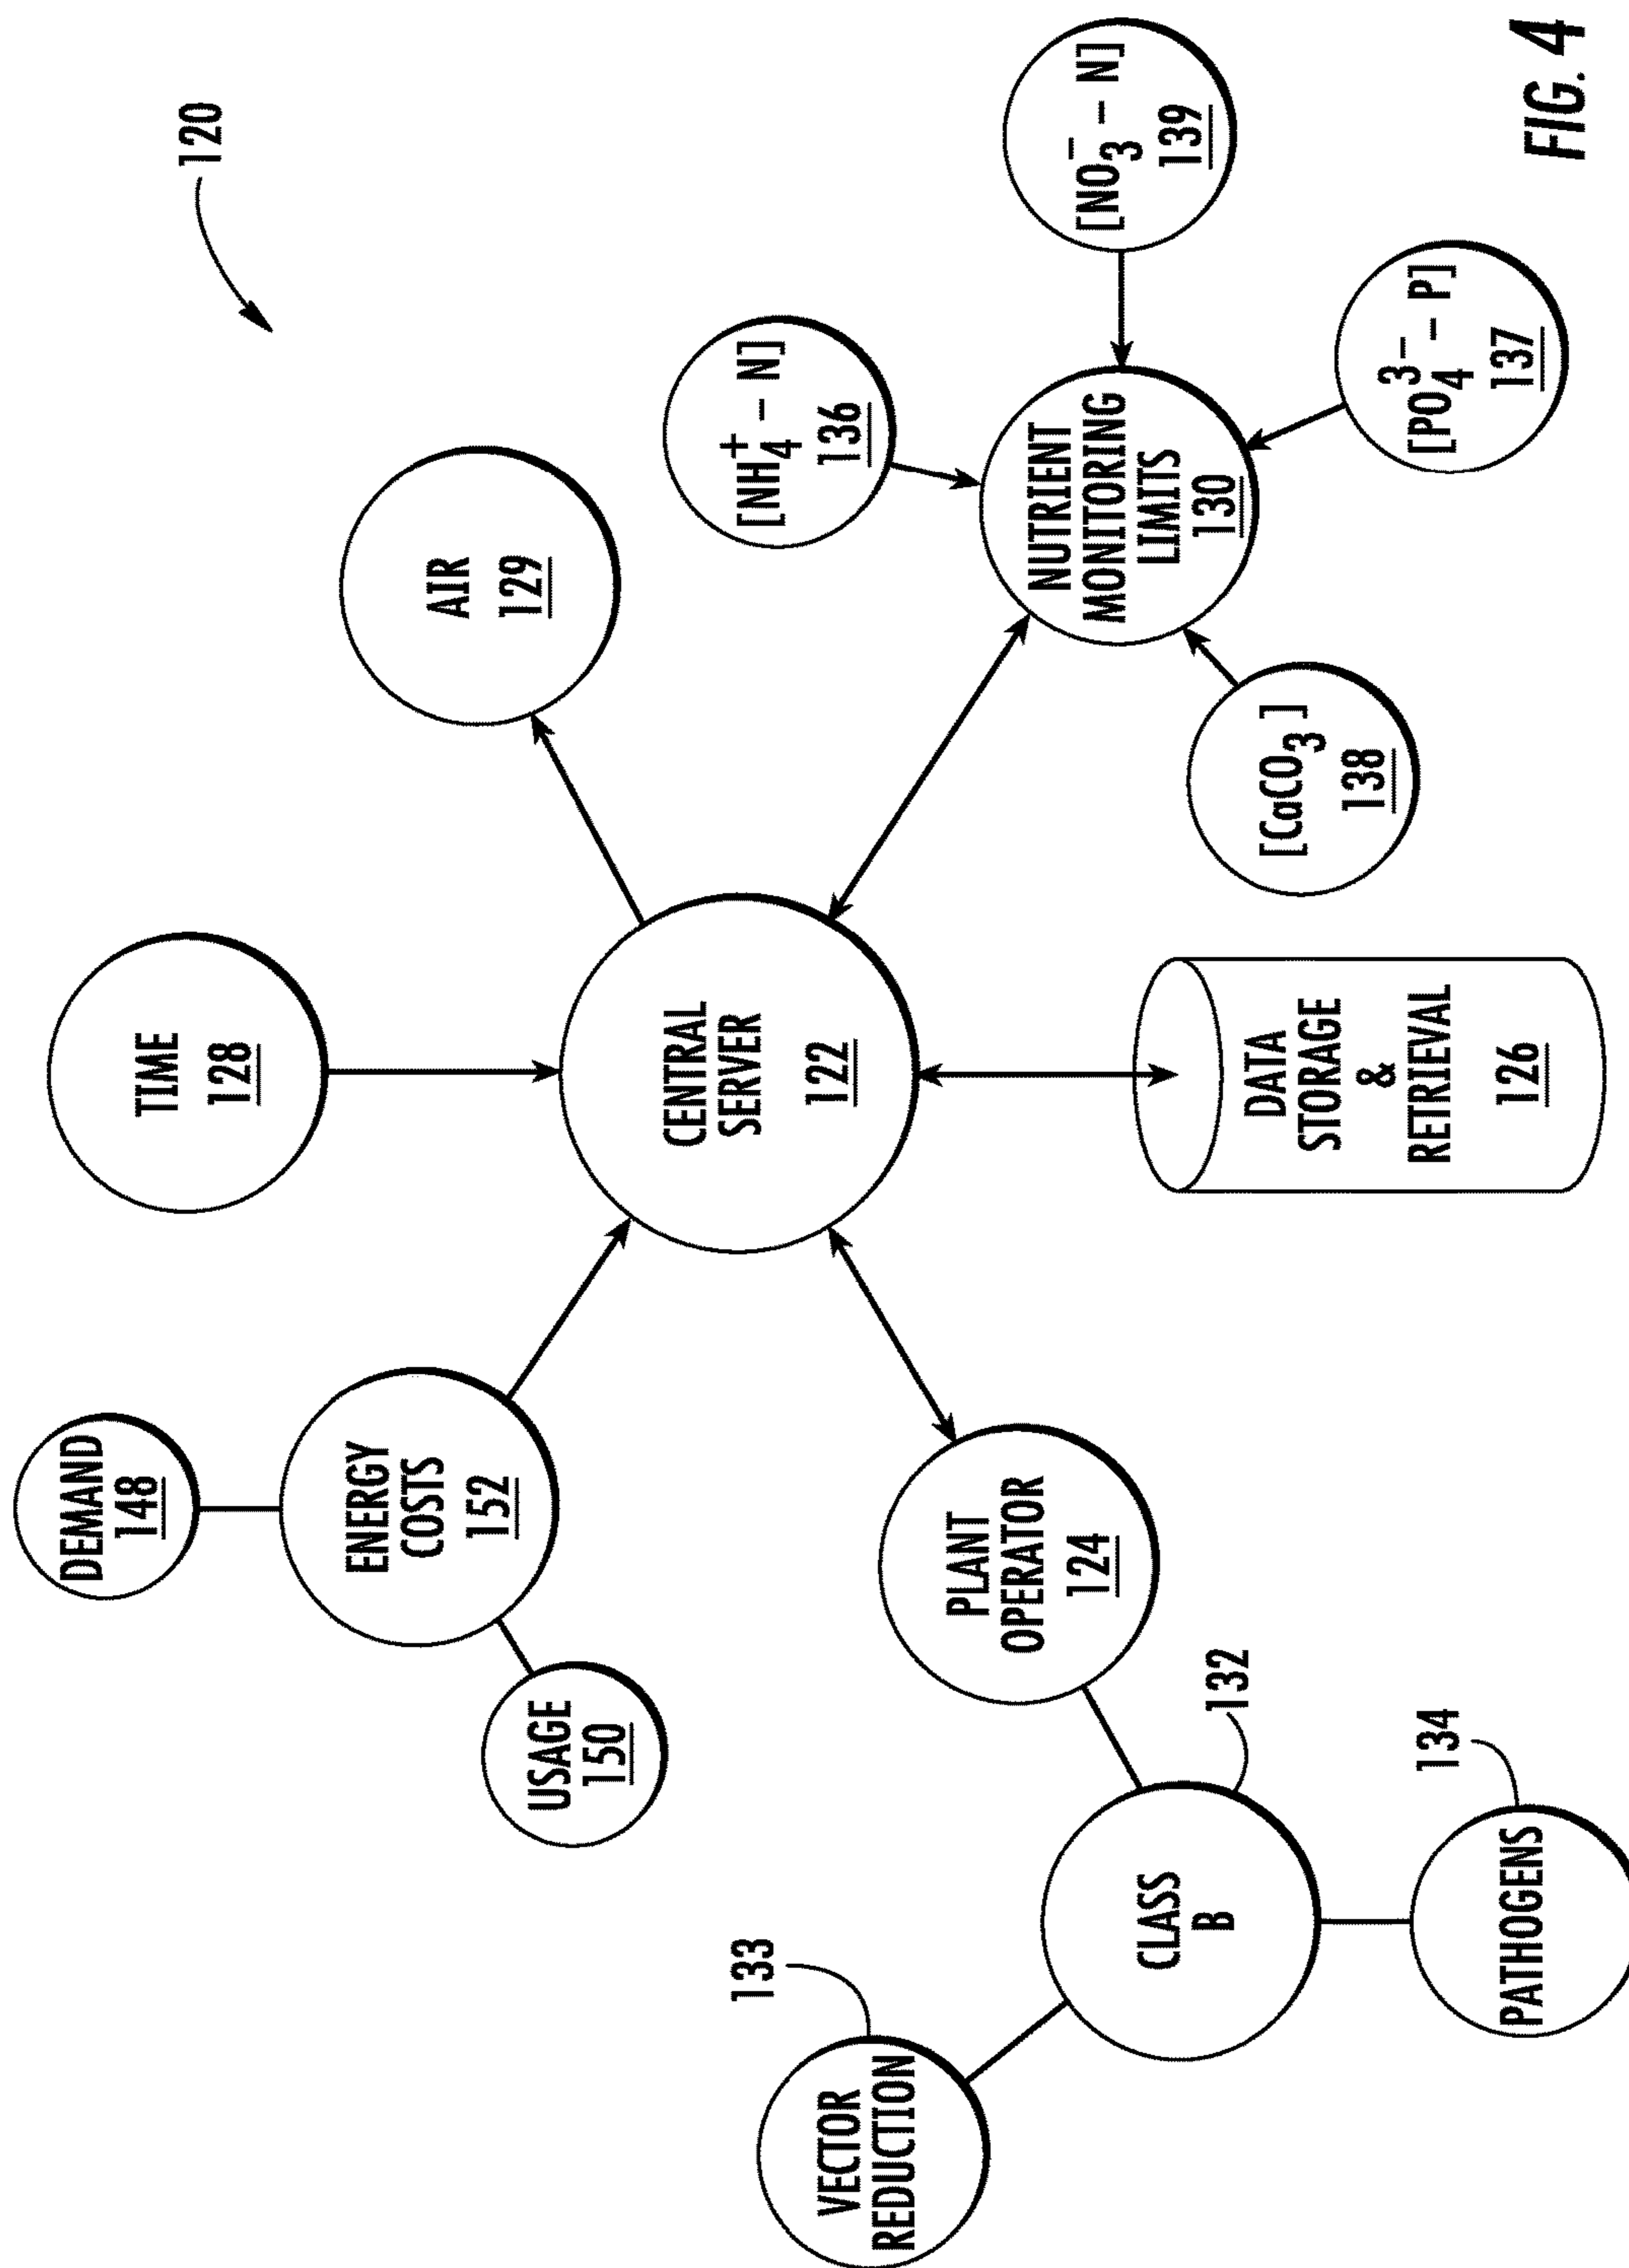 120
DEMAND
148
TIME
128
ENERGY
COSTS
152
AIR
129
USAGE
150
CENTRAL
SERVER
122
[NH₄⁺ – N]
136
133
VECTOR
REDUCTION
PLANT
OPERATOR
124
NUTRIENT
MONITORING
LIMITS
130
[NO₃⁻ – N]
139
CLASS
B
132
DATA
STORAGE
&
RETRIEVAL
126
[CaCO₃]
138
[PO₄³⁻ – P]
137
134
PATHOGENS
FIG. 4